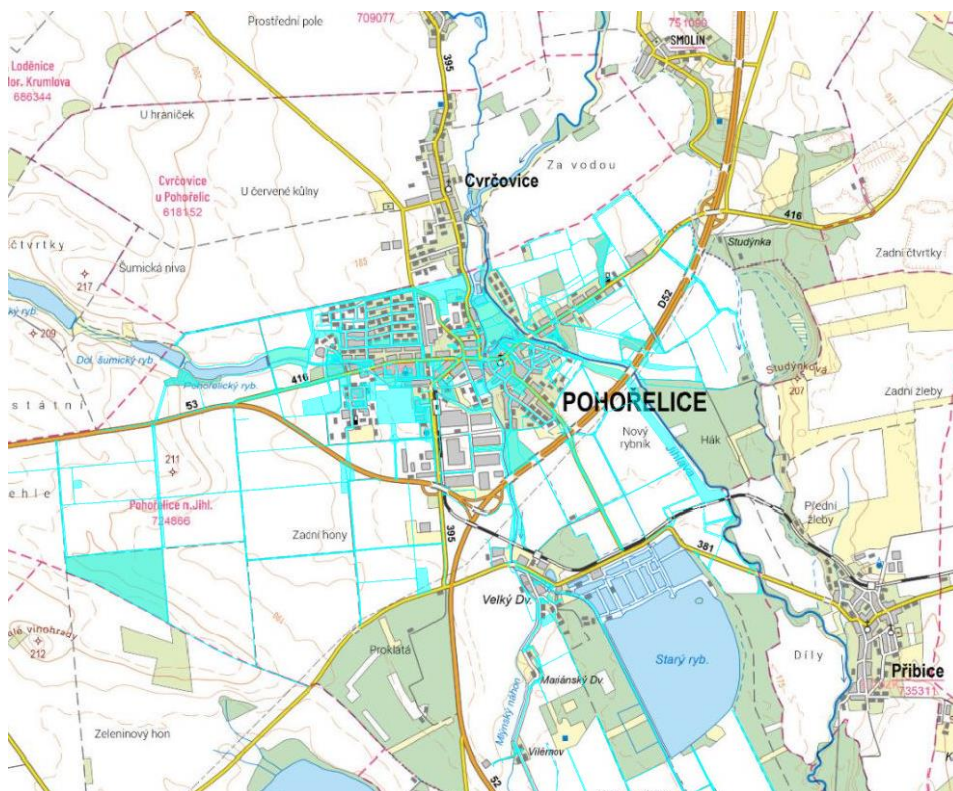 Prostřední pole
709077
751090
SMOLÍN
395
Loděnice
Mor. Krumlova
686344
U hraniček
Za vodou
Cvrčovice
U červené kůlny
Cvrčovice
u Pohořelic
618152
416
Studýnka
čtvrtky
Šumická niva
185
Zadní čtvrtky
217
D52
209
Dol. šumický ryb.
Pohořelický ryb.
416
Studýnková
207
53
POHOŘELICE
Zadní žleby
Nový
rybník
Hák
211
Jihlava
Pohořelice n.Jihl.
724866
Přední
žleby
Zadní hony
395
381
Velký Dv.
Starý ryb.
Díly
212
Proklatá
Mariánský Dv.
Přibice
735311
Mlýnský náhon
Zeleninový hon
Vilémov
52